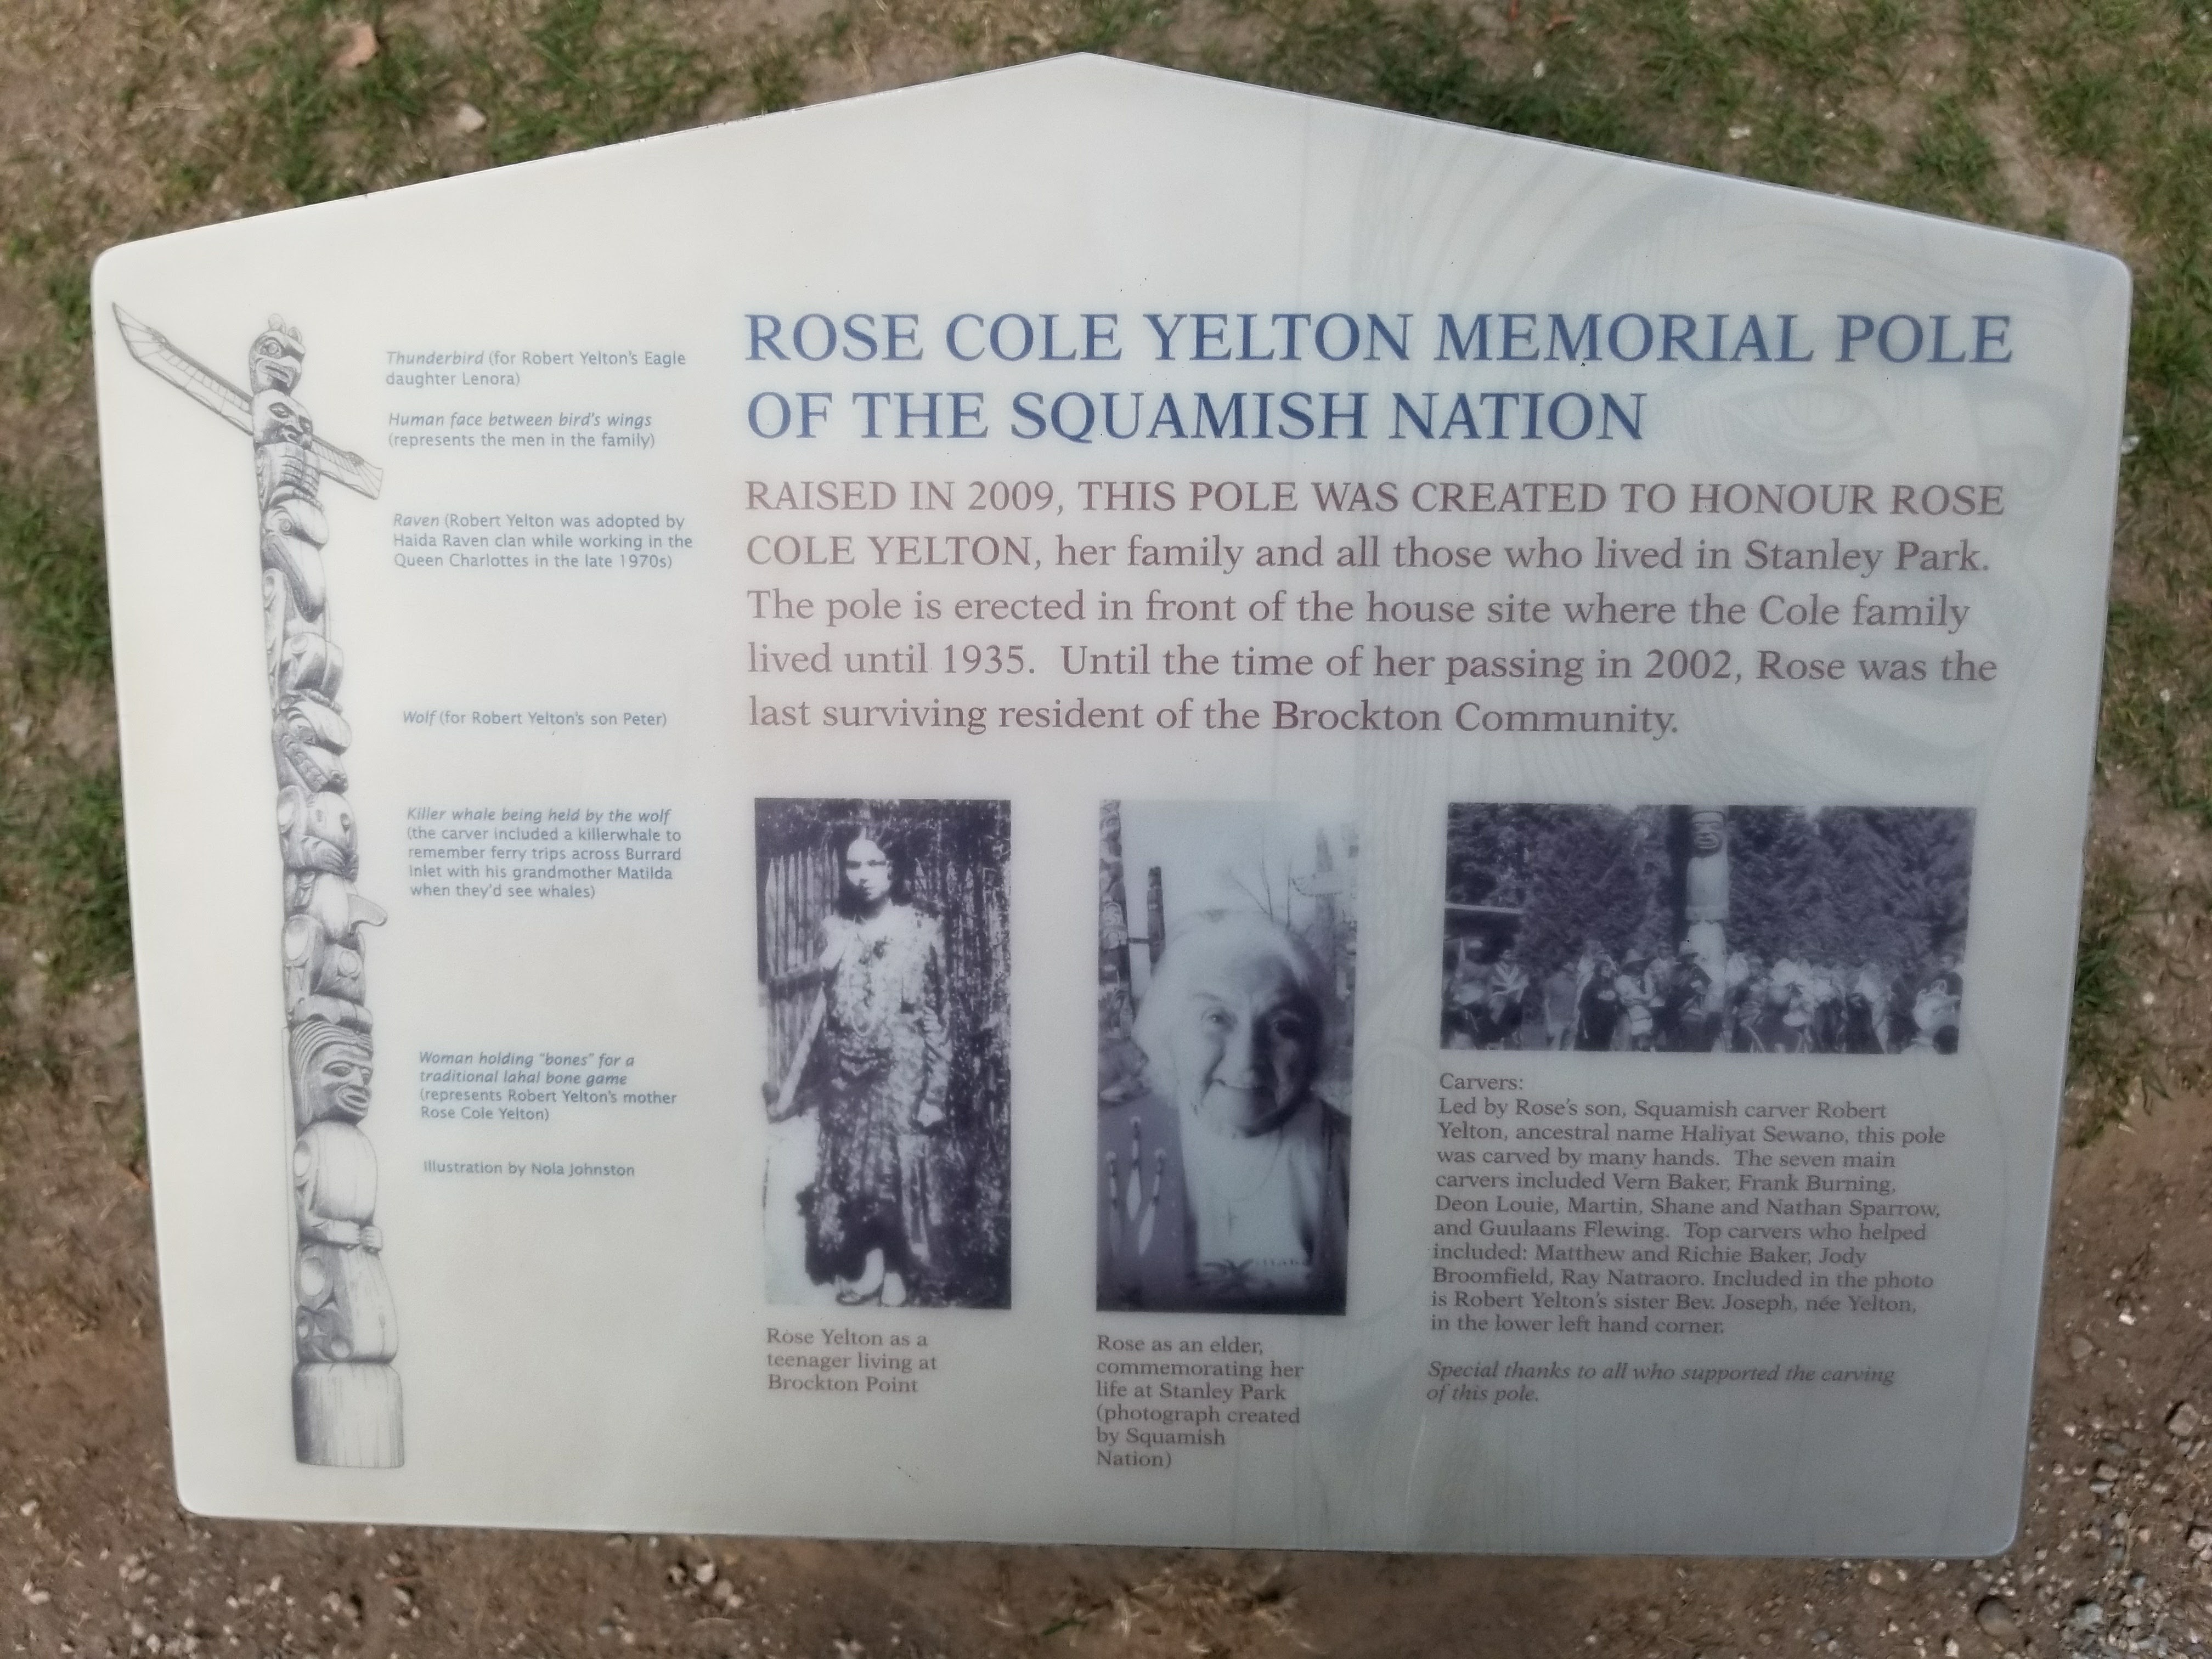 ROSE COLE YELTON MEMORIAL POLE
OF THE SQUAMISH NATION
RAISED IN 2009, THIS POLE WAS CREATED TO HONOUR ROSE
COLE YELTON, her family and all those who lived in Stanley Park.
The pole is erected in front of the house site where the Cole family
lived until 1935. Until the time of her passing in 2002, Rose was the
last surviving resident of the Brockton Community.
Thunderbird (for Robert Yelton's Eagle
daughter Lenora)
Human face between bird's wings
(represents the men in the family)
Raven (Robert Yelton was adopted by
Haida Raven clan while working in the
Queen Charlottes in the late 1970s)
Wolf (for Robert Yelton's son Peter)
Killer whale being held by the wolf
(the carver included a killerwhale to
remember ferry trips across Burrard
Inlet with his grandmother Matilda
when they'd see whales)
Woman holding "bones" for a
traditional lahal bone game
(represents Robert Yelton's mother
Rose Cole Yelton)
Illustration by Nola Johnston
Rose Yelton as a
teenager living at
Brockton Point
Rose as an elder,
commemorating her
life at Stanley Park
(photograph created
by Squamish
Nation)
Carvers:
Led by Rose's son, Squamish carver Robert
Yelton, ancestral name Haliyat Sewano, this pole
was carved by many hands. The seven main
carvers included Vern Baker, Frank Burning,
Deon Louie, Martin, Shane and Nathan Sparrow,
and Guulaans Flewing. Top carvers who helped
included: Matthew and Richie Baker, Jody
Broomfield, Ray Natraoro. Included in the photo
is Robert Yelton's sister Bev. Joseph, née Yelton,
in the lower left hand corner.
Special thanks to all who supported the carving
of this pole.